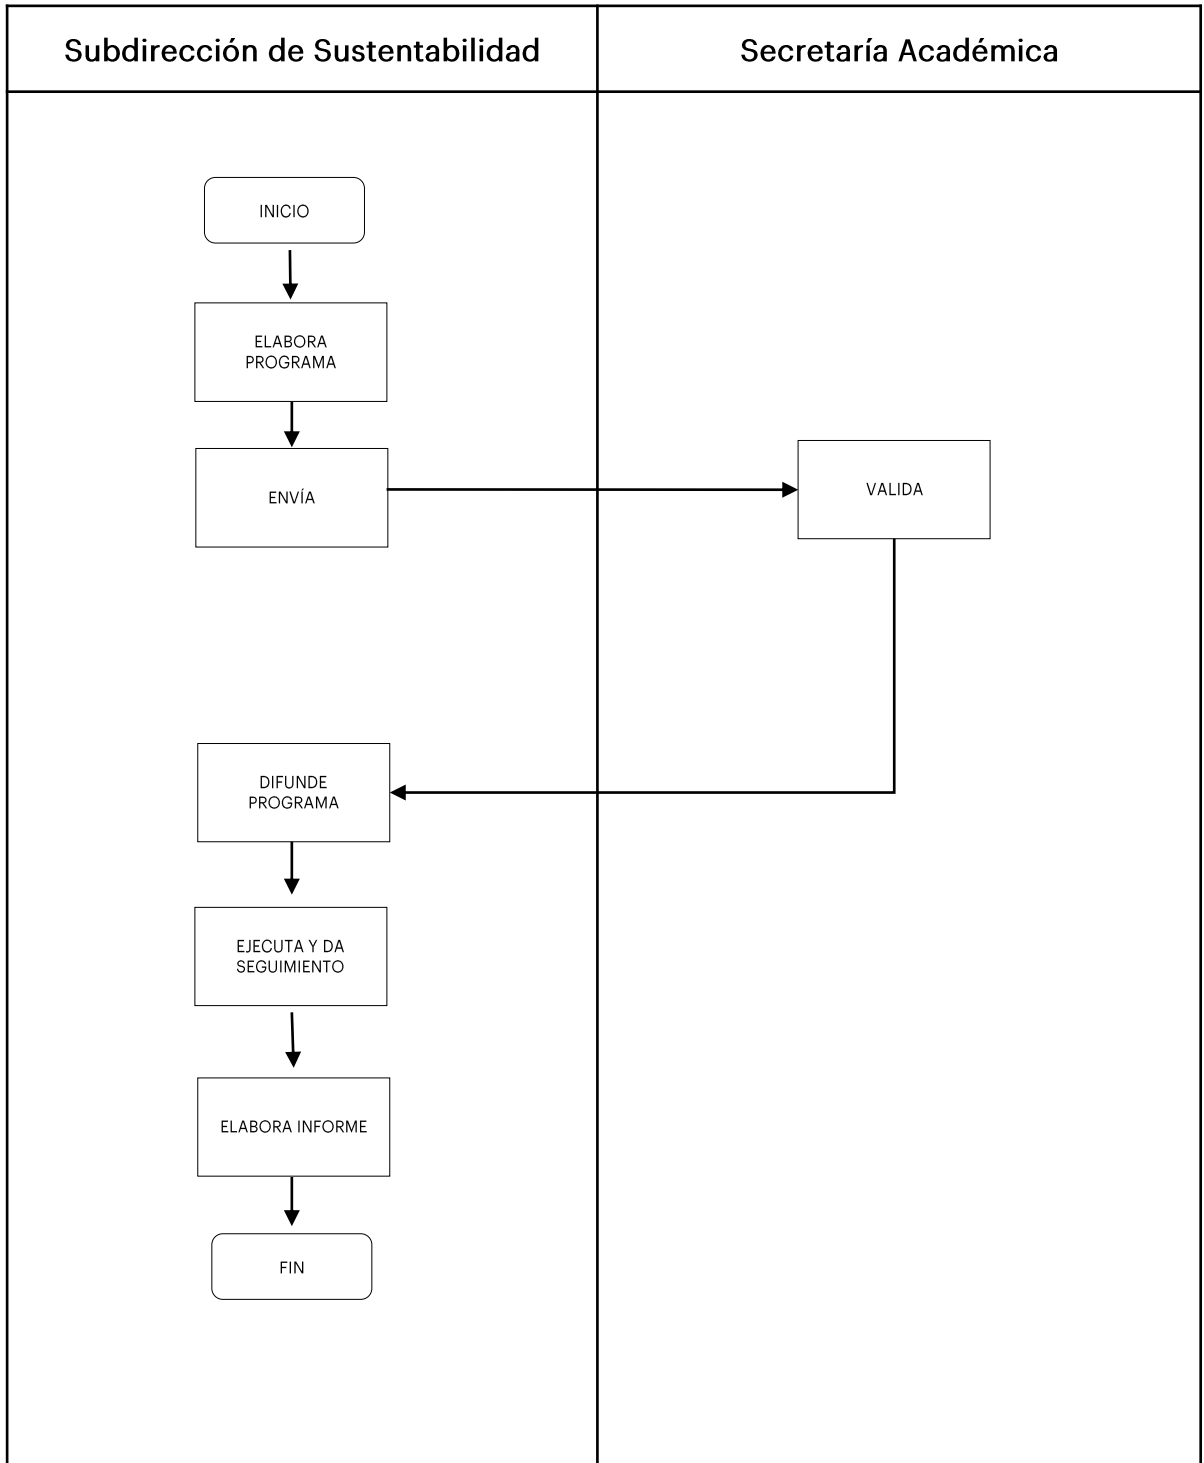 Subdirección de Sustentabilidad
Secretaría Académica
INICIO
ELABORA
PROGRAMA
ENVÍA
VALIDA
DIFUNDE
PROGRAMA
EJECUTA Y DA
SEGUIMIENTO
ELABORA INFORME
FIN